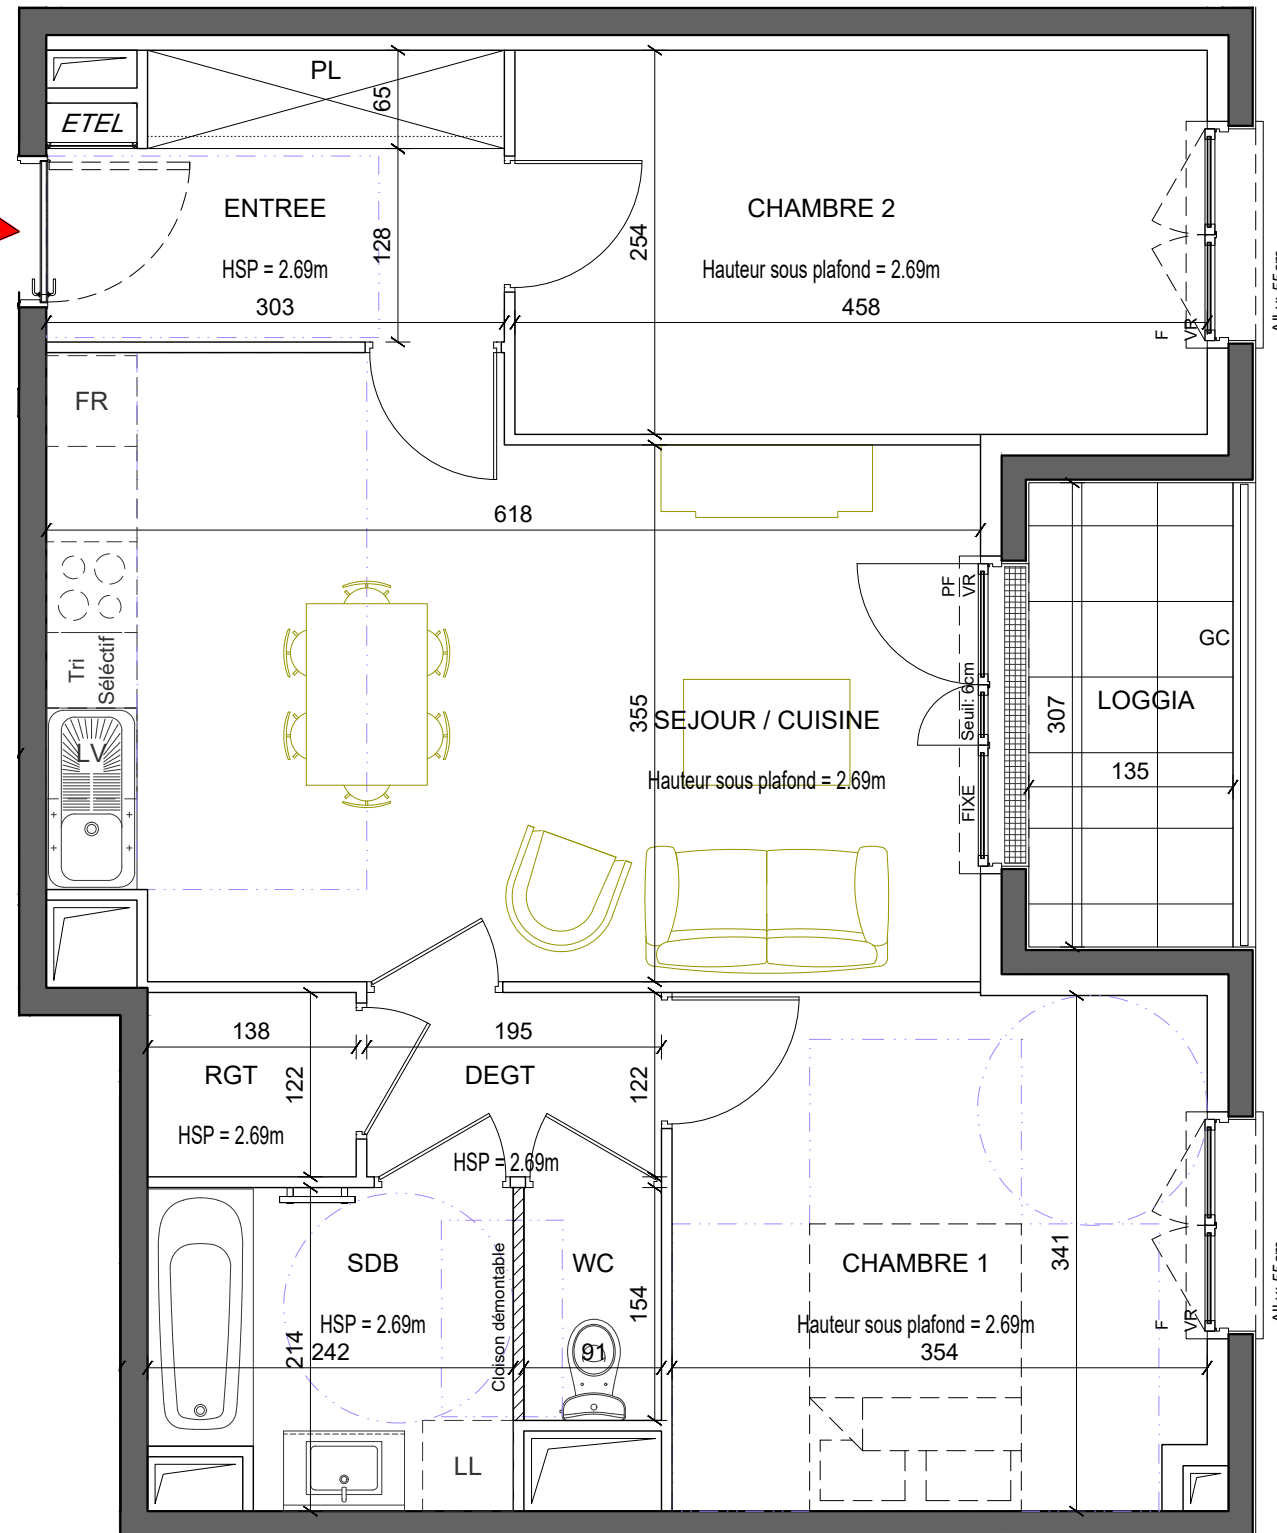 PL
65
ETEL
ENTREE
HSP = 2.69m
128
303
CHAMBRE 2
254
Hauteur sous plafond = 2.69m
458
F
VR
All.: 55cm
FR
618
PF
VR
Tri
Séléctif
LV
355
SEJOUR / CUISINE
Hauteur sous plafond = 2.69m
Seuil: 6cm
FIXE
GC
LOGGIA
307
135
138
195
RGT
122
HSP = 2.69m
DEGT
122
HSP = 2.69m
SDB
HSP = 2.69m
214
242
Cloison démontable
WC
154
91
LL
CHAMBRE 1
341
Hauteur sous plafond = 2.69m
354
F
VR